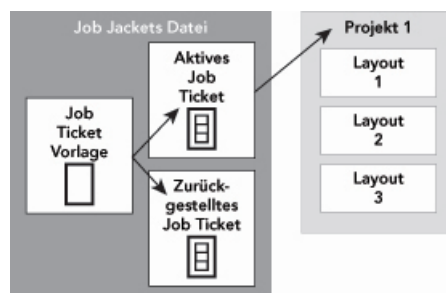 Job Jackets Datei
Job
Ticket
Vorlage
Aktives
Job
Ticket
Zurück-
gestelltes
Job Ticket
Projekt 1
Layout
1
Layout
2
Layout
3